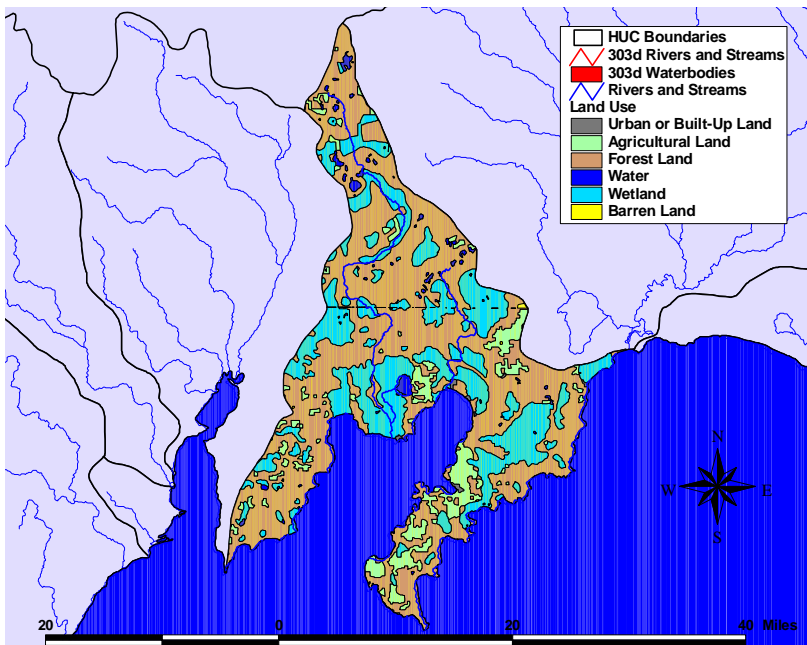 HUC Boundaries
303d Rivers and Streams
303d Waterbodies
Rivers and Streams
Land Use
Urban or Built-Up Land
Agricultural Land
Forest Land
Water
Wetland
Barren Land
N
W E
S
20 0 20 40 Miles